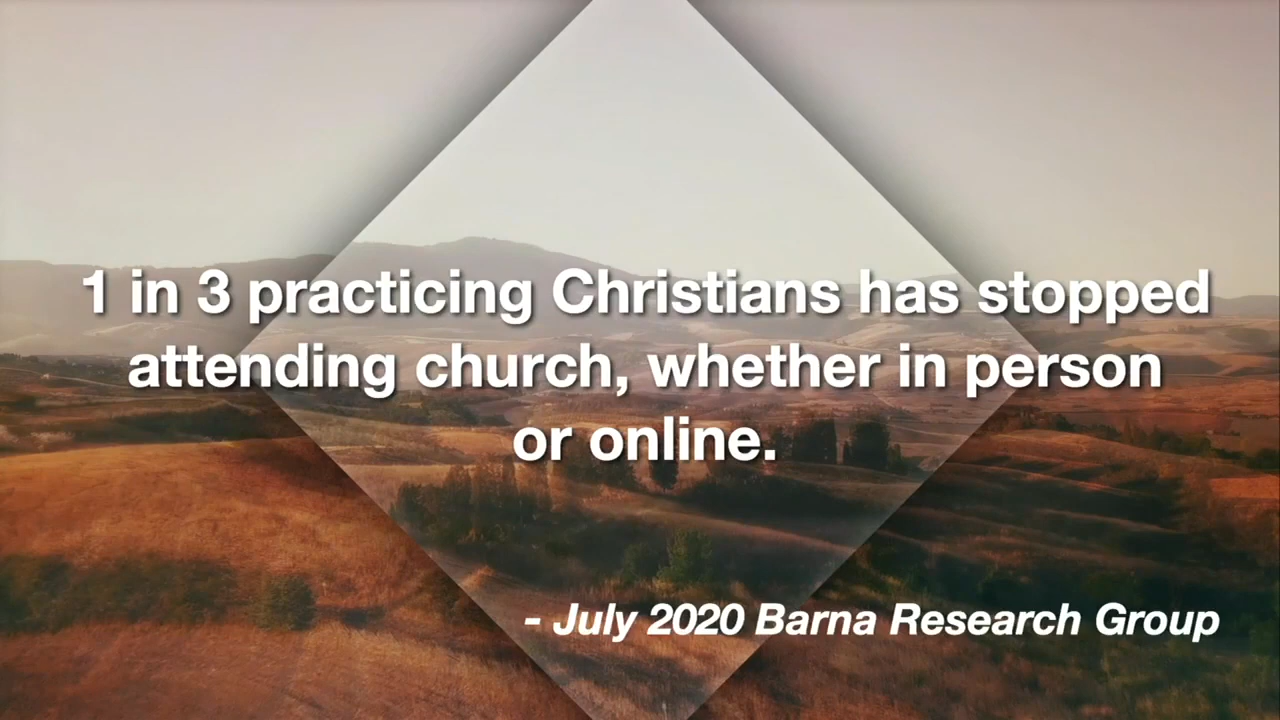 1 in 3 practicing Christians has stopped
attending church, whether in person
or online.
- July 2020 Barna Research Group